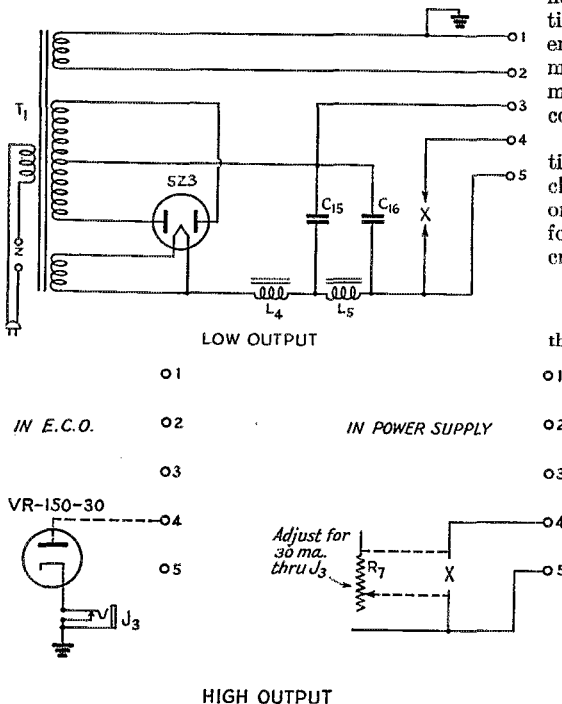 1
2
T1
3
4
5Z3
5
C15
C16
X
2
L4
L5
LOW OUTPUT
th
1
1
IN E.C.O.
2
IN POWER SUPPLY
2
3
3
VR-150-30
4
4
Adjust for
30 ma.
thru J3
R7
X
5
5
J3
HIGH OUTPUT